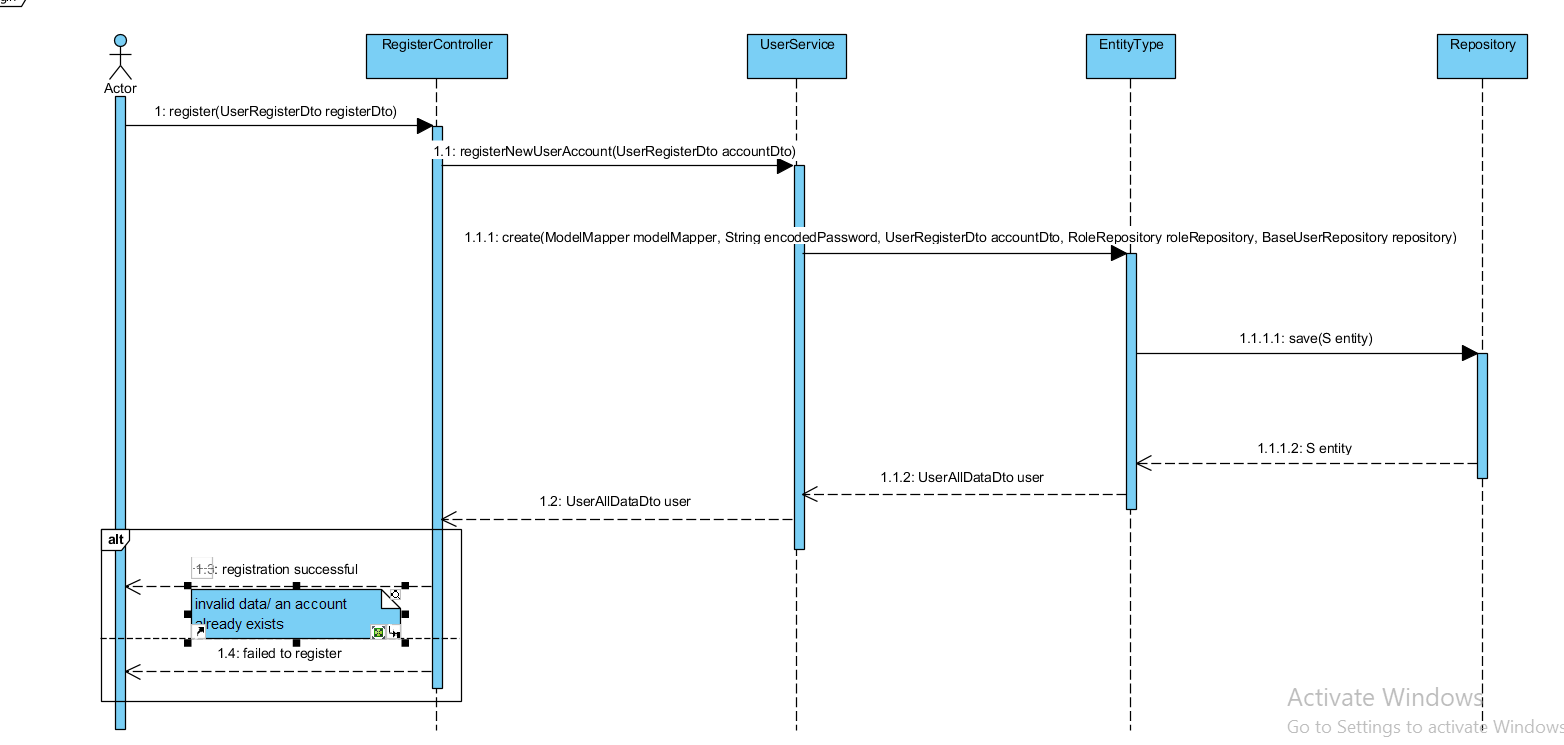 Actor
RegisterController
UserService
EntityType
Repository
1: register(UserRegisterDto registerDto)
1.1: registerNewUserAccount(UserRegisterDto accountDto)
1.1.1: create(ModelMapper modelMapper, String encodedPassword, UserRegisterDto accountDto, RoleRepository roleRepository, BaseUserRepository repository)
1.1.1.1: save(S entity)
1.1.1.2: S entity
1.1.2: UserAllDataDto user
1.2: UserAllDataDto user
alt
1.3: registration successful
invalid data/ an account
already exists
1.4: failed to register
Activate Windows
Go to Settings to activate Windows